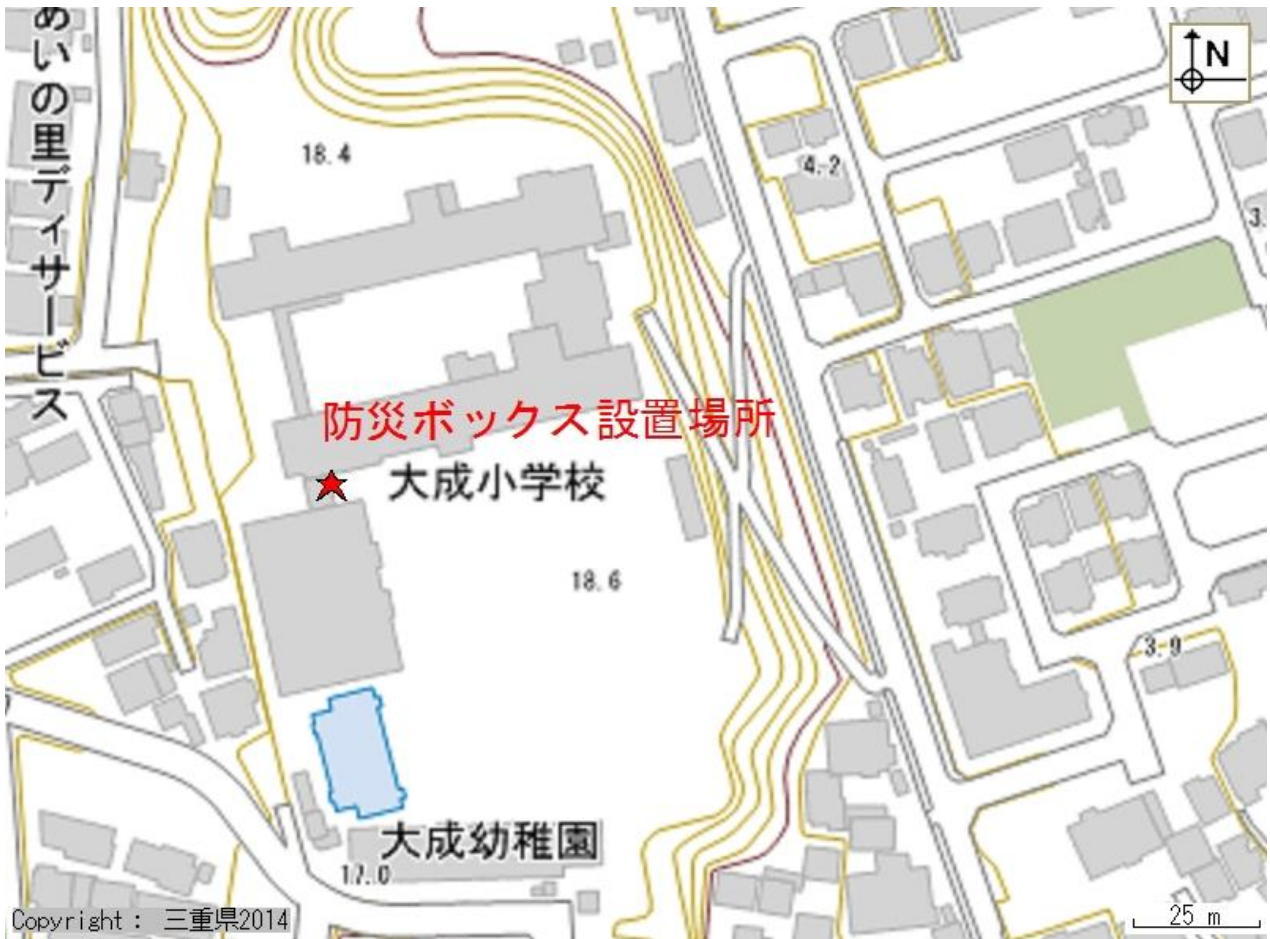 あいの里ディサービス
N
18.4
4.2
3.
防災ボックス設置場所
大成小学校
18.6
3.9
大成幼稚園
17.0
Copyright : 三重県2014
25 m